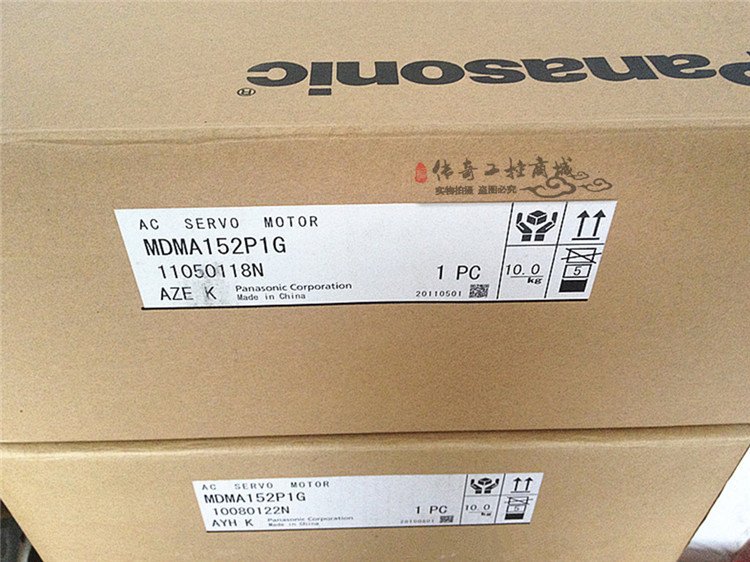 Panasonic®
传奇工控商城
实物拍摄 盗图必究
AC SERVO MOTOR
MDMA152P1G
11050118N
1 PC
10.0 kg
5
AZE K
Panasonic Corporation
Made in China
20110501
AC SERVO MOTOR
MDMA152P1G
10080122N
1 PC
10.0 kg
5
AYH K
Panasonic Corporation
Made in China